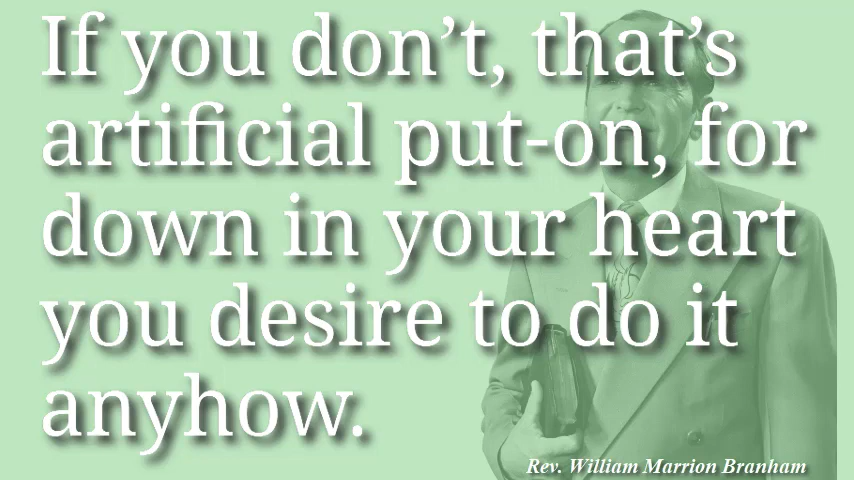 If you don’t, that’s
artificial put-on, for
down in your heart
you desire to do it
anyhow.
Rev. William Marrion Branham